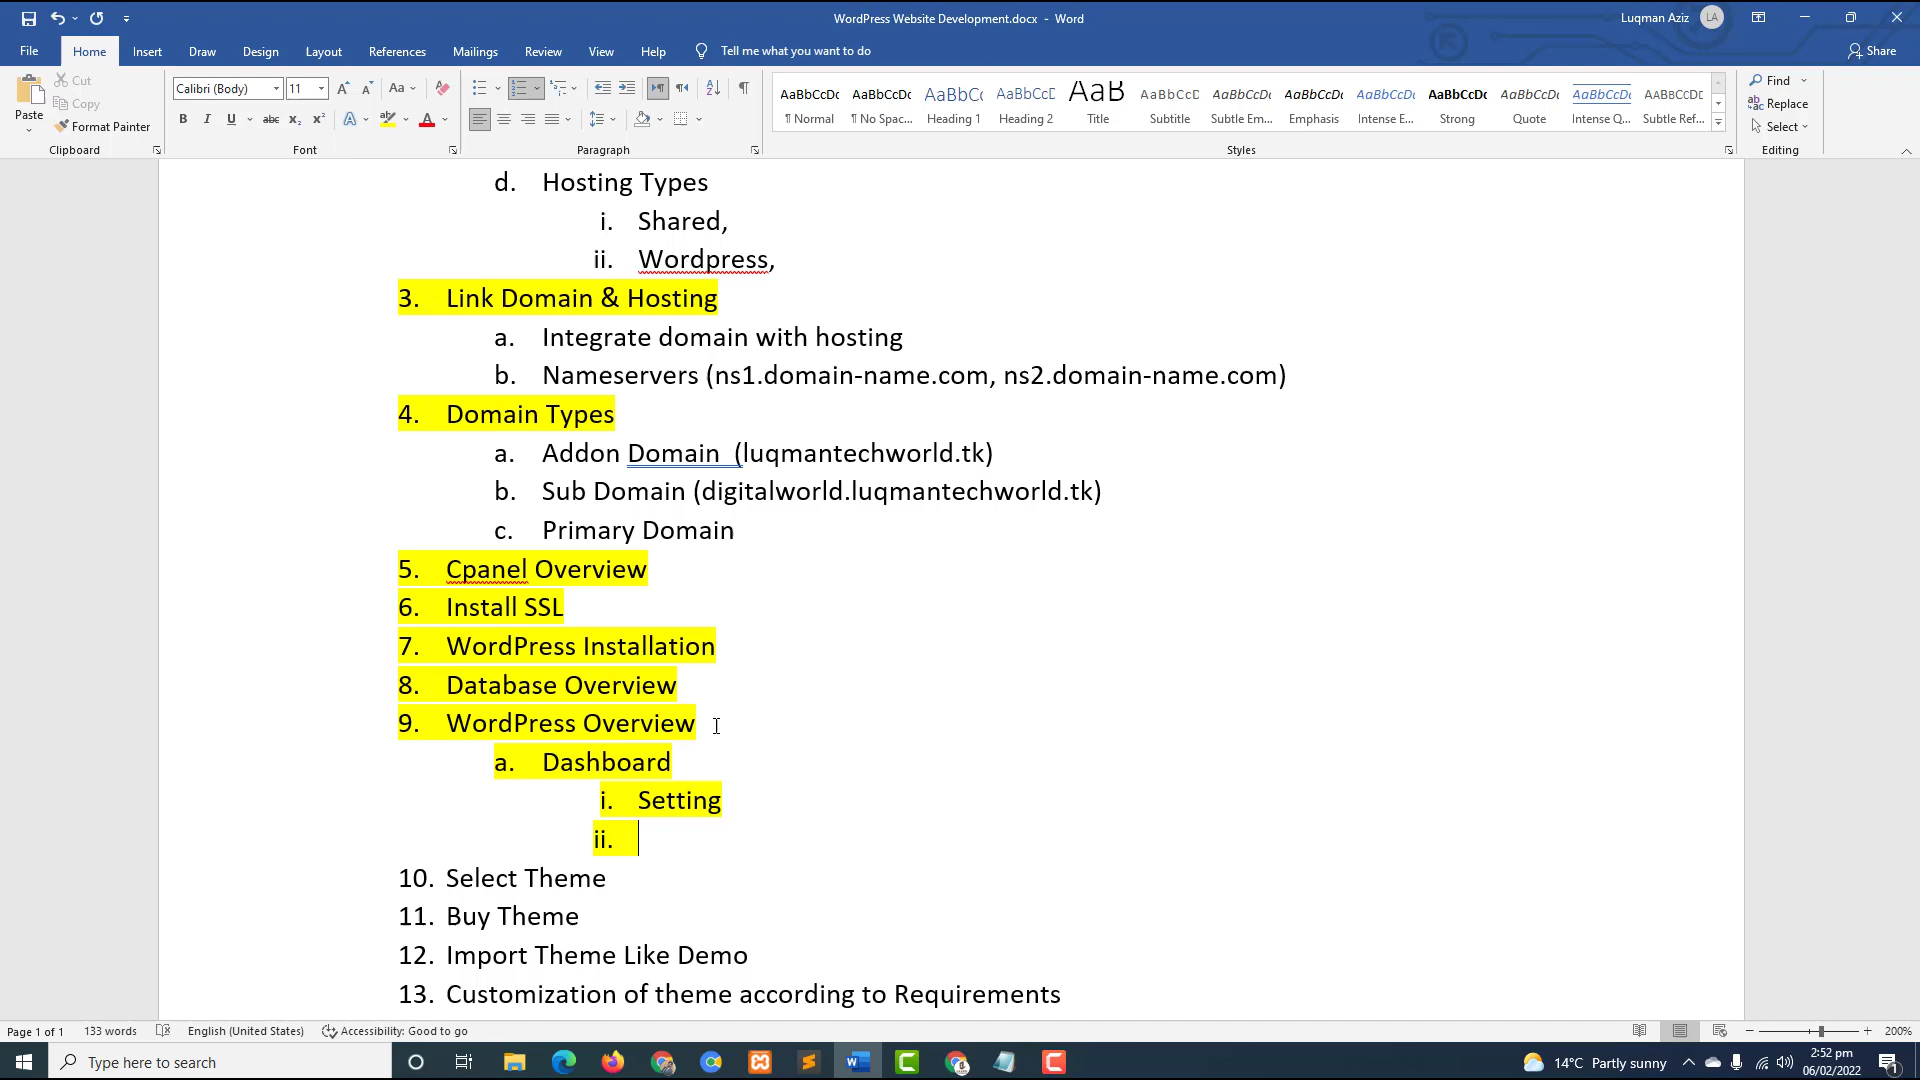 WordPress Website Development.docx - Word
Luqman Aziz
LA
File
Home
Insert
Draw
Design
Layout
References
Mailings
Review
View
Help
Tell me what you want to do
Share
Paste
Cut
Copy
Format Painter
Clipboard
Calibri (Body)
11
Font
Paragraph
AaBbCcDc
¶ Normal
AaBbCcDc
¶ No Spac...
AaBbCc
Heading 1
AaBbCcD
Heading 2
AaB
Title
AaBbCcD
Subtitle
AaBbCcDc
Subtle Em...
AaBbCcDc
Emphasis
AaBbCcDc
Intense E...
AaBbCcDc
Strong
AaBbCcDc
Quote
AaBbCcDc
Intense Q...
AABBCCDC
Subtle Ref...
Styles
Find
Replace
Select
Editing
d. Hosting Types
i. Shared,
ii. Wordpress,
3. Link Domain & Hosting
a. Integrate domain with hosting
b. Nameservers (ns1.domain-name.com, ns2.domain-name.com)
4. Domain Types
a. Addon Domain (luqmantechworld.tk)
b. Sub Domain (digitalworld.luqmantechworld.tk)
c. Primary Domain
5. Cpanel Overview
6. Install SSL
7. WordPress Installation
8. Database Overview
9. WordPress Overview
a. Dashboard
i. Setting
ii.
10. Select Theme
11. Buy Theme
12. Import Theme Like Demo
13. Customization of theme according to Requirements
Page 1 of 1
133 words
English (United States)
Accessibility: Good to go
200%
Type here to search
14°C Partly sunny
2:52 pm
06/02/2022